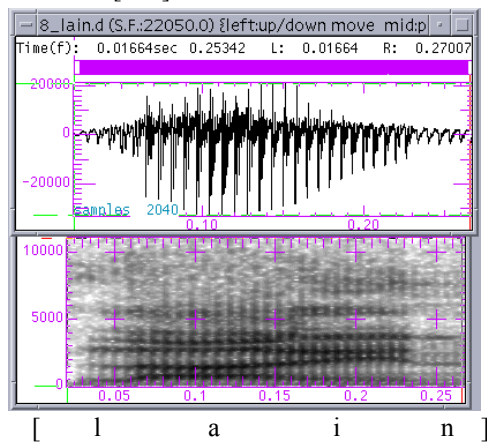 8_lain.d (S.F.:22050.0) {left:up/down move mid:p
Time(f): 0.01664sec 0.25342 L: 0.01664 R: 0.27007
20088
0
-20000
samples 2040
0.10 0.20
10000
5000
0
0.05 0.1 0.15 0.2 0.25
[ l a i n ]